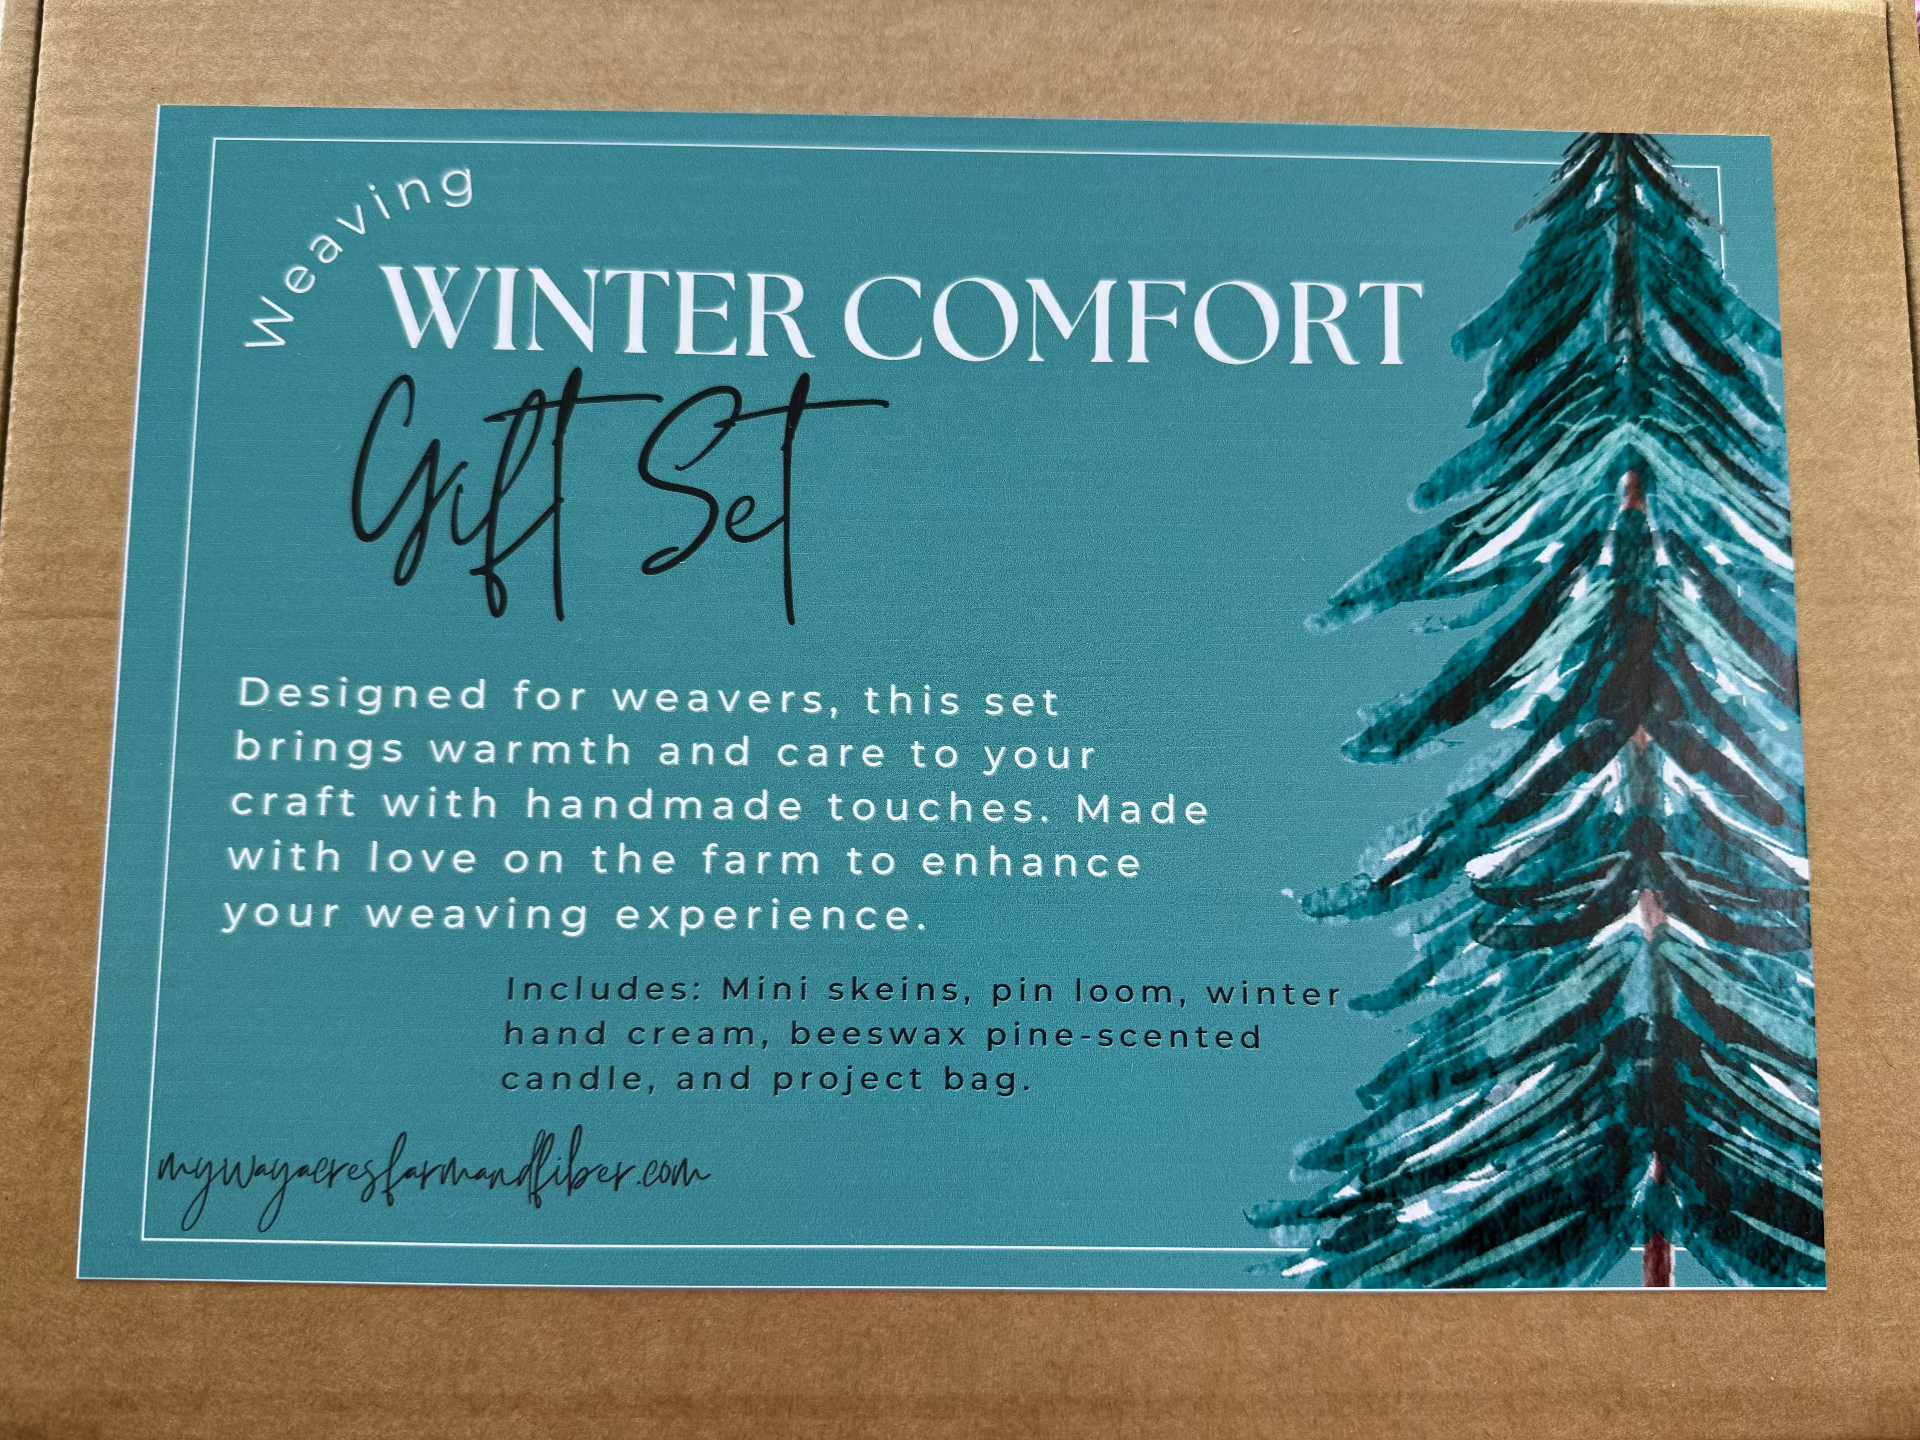 Weaving
WINTER COMFORT
Gift Set
Designed for weavers, this set
brings warmth and care to your
craft with handmade touches. Made
with love on the farm to enhance
your weaving experience.
Includes: Mini skeins, pin loom, winter
hand cream, beeswax pine-scented
candle, and project bag.
mywayacresfarmandfiber.com